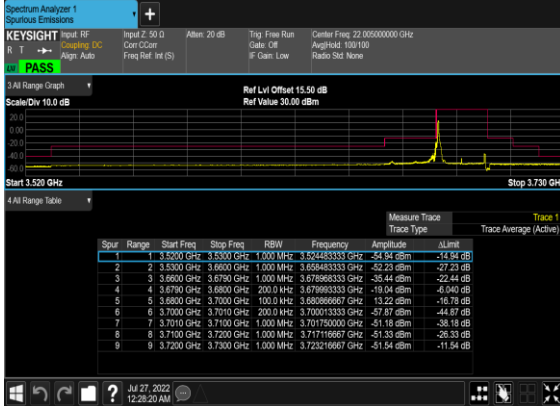 Spectrum Analyzer 1
Spurious Emissions
+
KEYSIGHT
R T
LXI PASS
Input: RF
Coupling: DC
Align: Auto
Input Z: 50 Ω
Corr CCorr
Freq Ref: Int (S)
Atten: 20 dB
Trig: Free Run
Gate: Off
IF Gain: Low
Center Freq: 22.005000000 GHz
Avg|Hold: 100/100
Radio Std: None
3 All Range Graph
Scale/Div 10.0 dB
Ref Lvl Offset 15.50 dB
Ref Value 30.00 dBm
20.0
0.00
-20.0
-40.0
-60.0
Start 3.520 GHz
Stop 3.730 GH
4 All Range Table
Measure Trace Trace 1
Trace Type Trace Average (Active)
Spur Range Start Freq Stop Freq RBW Frequency Amplitude ΔLimit
1 1 3.5200 GHz 3.5300 GHz 1.000 MHz 3.524483333 GHz -54.94 dBm -14.94 dB
2 2 3.5300 GHz 3.6600 GHz 1.000 MHz 3.658483333 GHz -52.23 dBm -27.23 dB
3 3 3.6600 GHz 3.6790 GHz 1.000 MHz 3.678968333 GHz -35.44 dBm -22.44 dB
4 4 3.6790 GHz 3.6800 GHz 200.0 kHz 3.679993333 GHz -19.04 dBm -6.040 dB
5 5 3.6800 GHz 3.7000 GHz 100.0 kHz 3.680866667 GHz 13.22 dBm -16.78 dB
6 6 3.7000 GHz 3.7010 GHz 200.0 kHz 3.700013333 GHz -57.87 dBm -44.87 dB
7 7 3.7010 GHz 3.7100 GHz 1.000 MHz 3.701750000 GHz -51.18 dBm -38.18 dB
8 8 3.7100 GHz 3.7200 GHz 1.000 MHz 3.717116667 GHz -51.33 dBm -26.33 dB
9 9 3.7200 GHz 3.7300 GHz 1.000 MHz 3.723216667 GHz -51.54 dBm -11.54 dB
?
Jul 27, 2022
12:28:20 AM